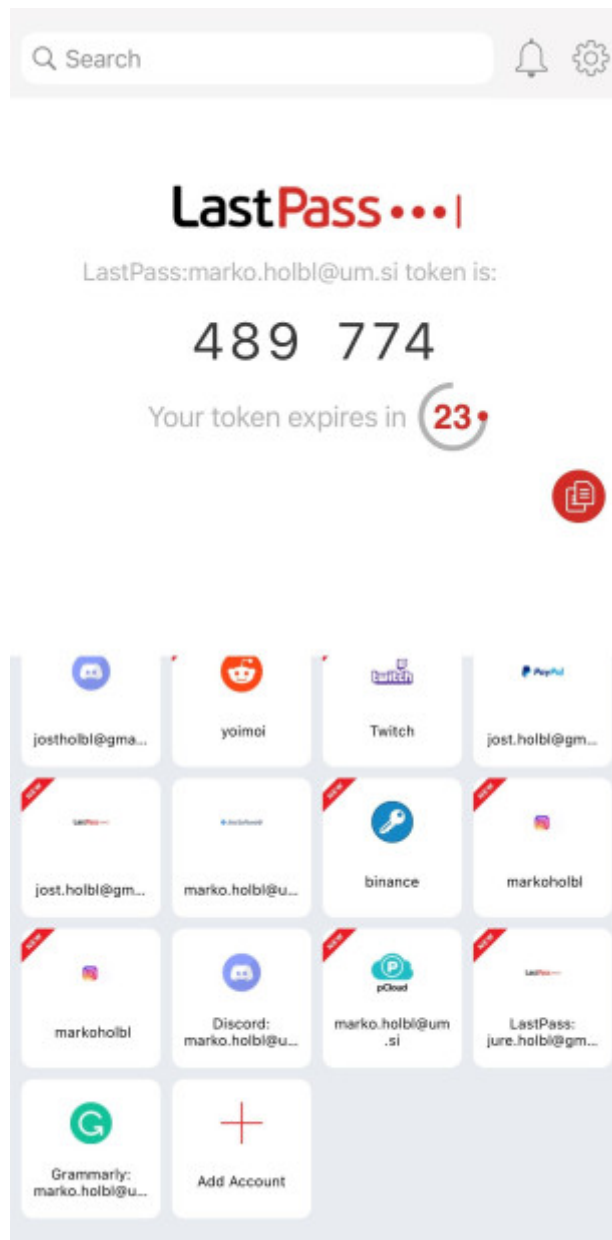 Search
LastPass
LastPass:marko.holbl@um.si token is:
489 774
Your token expires in 23
twitch
PayPal
jostholbl@gma...
yoimoi
Twitch
jost.holbl@gm...
NEW
NEW
NEW
LastPass
jost.holbl@gm...
marko.holbl@u...
binance
markoholbl
NEW
NEW
NEW
pCloud
LastPass
markoholbl
Discord:
marko.holbl@u...
marko.holbl@um
.si
LastPass:
jure.holbl@gm...
Grammarly:
marko.holbl@u...
Add Account